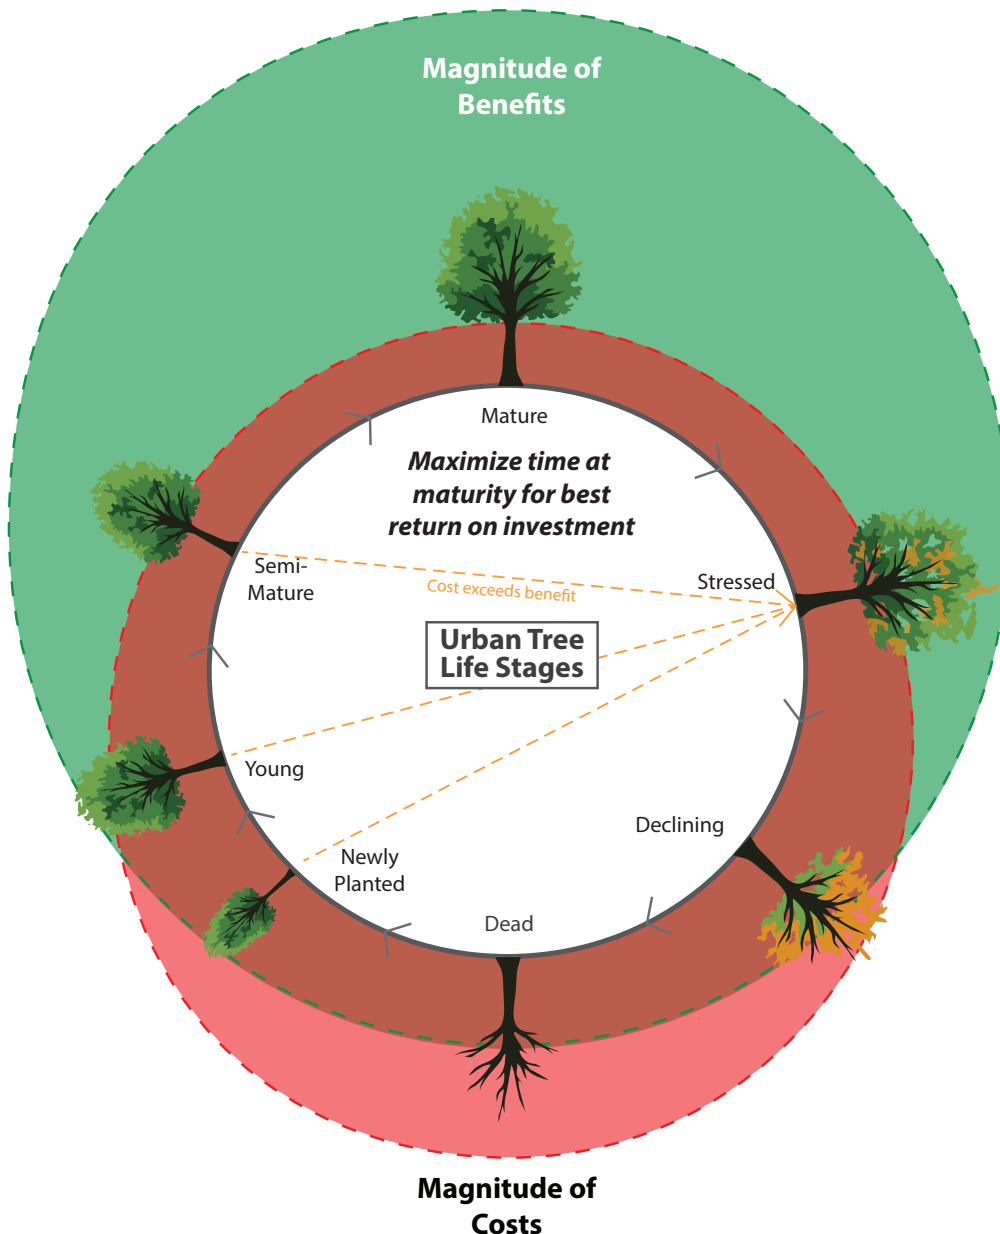 Magnitude of
Benefits
Mature
Maximize time at
maturity for best
return on investment
Semi-
Mature
Stressed
Cost exceeds benefit
Urban Tree
Life Stages
Young
Declining
Newly
Planted
Dead
Magnitude of
Costs